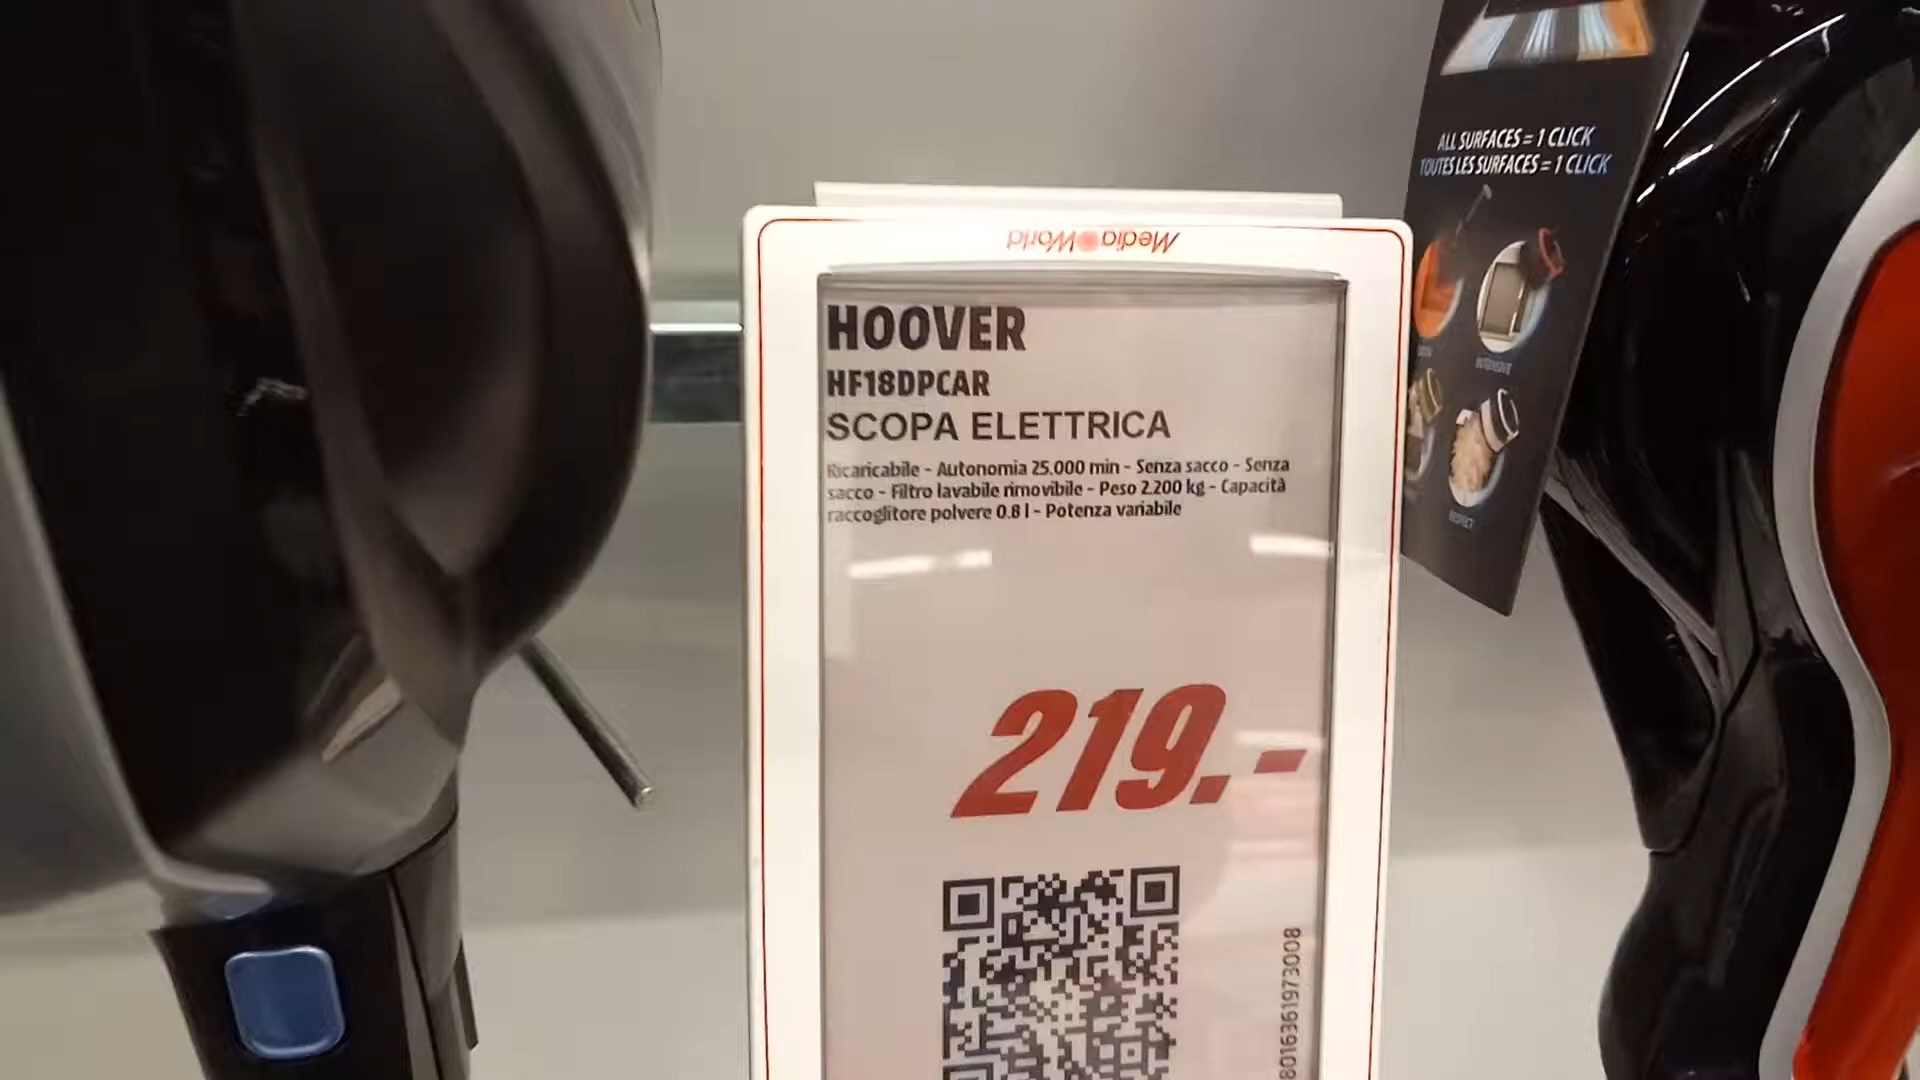 ALL SURFACES = 1 CLICK
TOUTES LES SURFACES = 1 CLICK
INTENSIVE
MediaWorld
HOOVER
HF18DPCAR
SCOPA ELETTRICA
Ricaricabile - Autonomia 25.000 min - Senza sacco - Senza
sacco - Filtro lavabile rimovibile - Peso 2.200 kg - Capacità
raccoglitore polvere 0.8 l - Potenza variabile
219.-
8016361973008